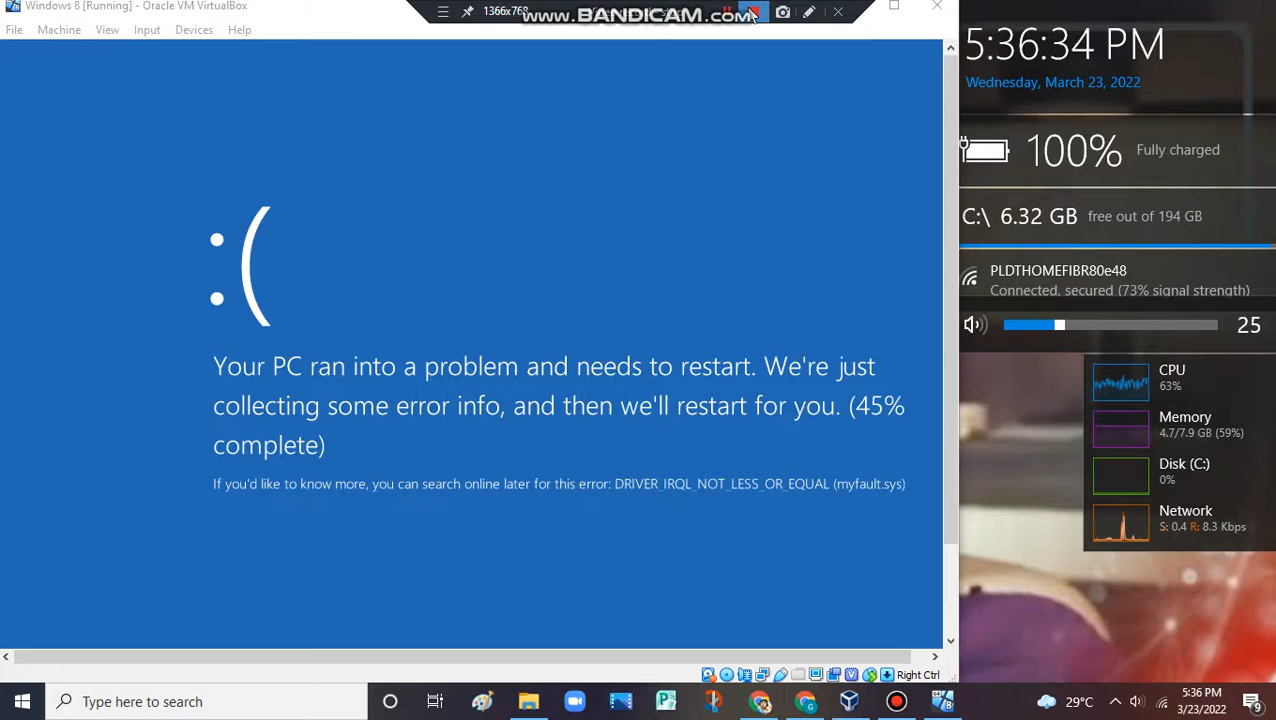 Windows 8 [Running] - Oracle VM VirtualBox
1366x768
www.BANDICAM.com
File Machine View Input Devices Help
5:36:34 PM
Wednesday, March 23, 2022
100% Fully charged
C:\ 6.32 GB free out of 194 GB
PLDTHOMEFIBR80e48
Connected, secured (73% signal strength)
25
CPU
63%
Memory
4.7/7.9 GB (59%)
Disk (C:)
0%
Network
S: 0.4 R: 8.3 Kbps
:(
Your PC ran into a problem and needs to restart. We're just
collecting some error info, and then we'll restart for you. (45%
complete)
If you'd like to know more, you can search online later for this error: DRIVER_IRQL_NOT_LESS_OR_EQUAL (myfault.sys)
Right Ctrl
Type here to search
29°C
5:36 PM
3/23/2022
9